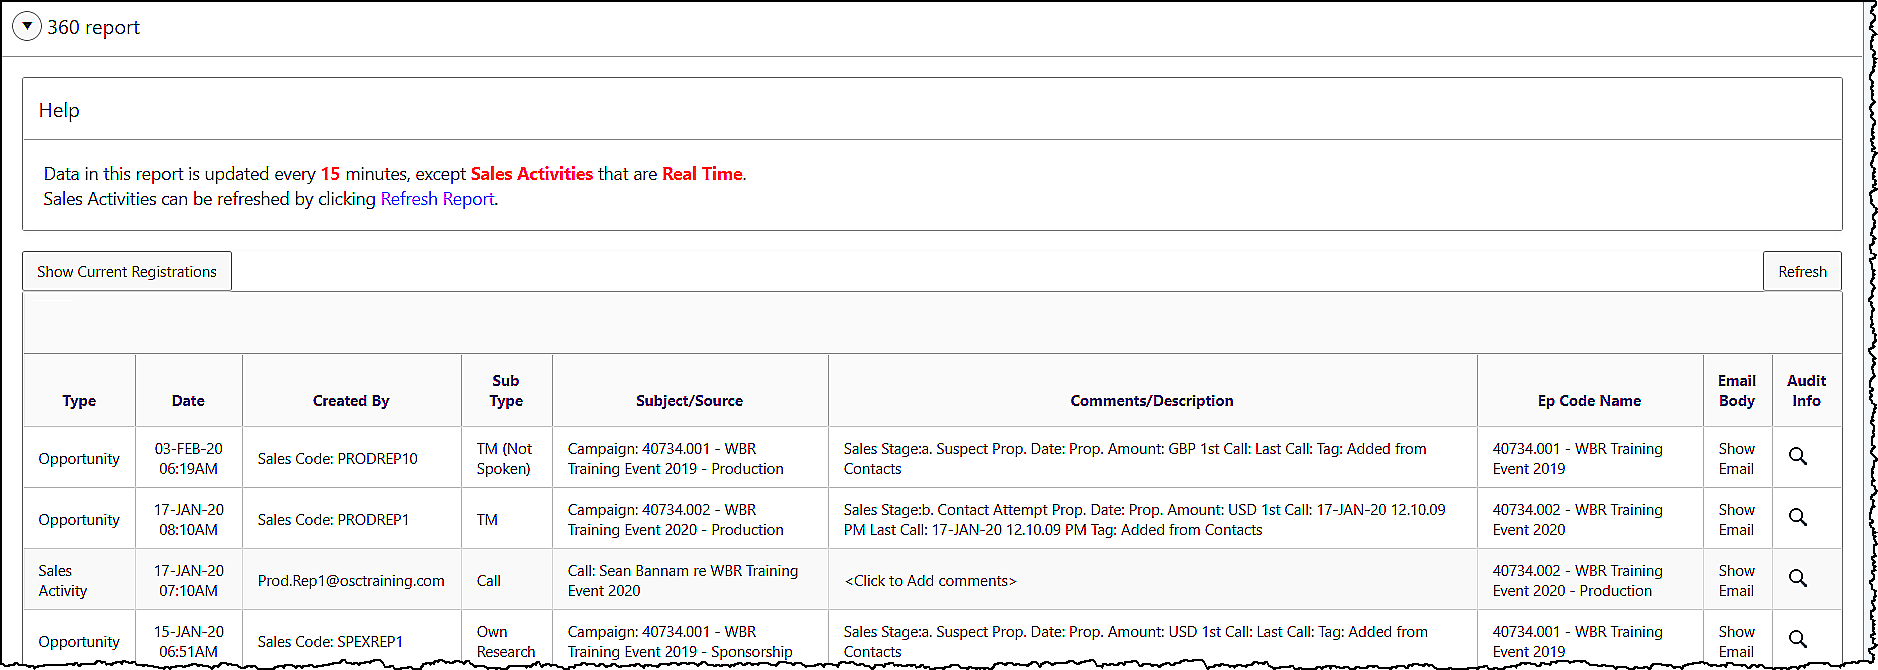 360 report
Help
Data in this report is updated every 15 minutes, except Sales Activities that are Real Time.
Sales Activities can be refreshed by clicking Refresh Report.
Show Current Registrations
Refresh
Type
Date
Created By
Sub
Type
Subject/Source
Comments/Description
Ep Code Name
Email
Body
Audit
Info
Opportunity
03-FEB-20
06:19AM
Sales Code: PRODREP10
TM (Not
Spoken)
Campaign: 40734.001 - WBR
Training Event 2019 - Production
Sales Stage:a. Suspect Prop. Date: Prop. Amount: GBP 1st Call: Last Call: Tag: Added from
Contacts
40734.001 - WBR Training
Event 2019
Show
Email
Opportunity
17-JAN-20
08:10AM
Sales Code: PRODREP1
TM
Campaign: 40734.002 - WBR
Training Event 2020 - Production
Sales Stage:b. Contact Attempt Prop. Date: Prop. Amount: USD 1st Call: 17-JAN-20 12.10.09
PM Last Call: 17-JAN-20 12.10.09 PM Tag: Added from Contacts
40734.002 - WBR Training
Event 2020
Show
Email
Sales
Activity
17-JAN-20
07:10AM
Prod.Rep1@osctraining.com
Call
Call: Sean Bannam re WBR Training
Event 2020
<Click to Add comments>
40734.002 - WBR Training
Event 2020 - Production
Show
Email
Opportunity
15-JAN-20
06:51AM
Sales Code: SPEXREP1
Own
Research
Campaign: 40734.001 - WBR
Training Event 2019 - Sponsorship
Sales Stage:a. Suspect Prop. Date: Prop. Amount: USD 1st Call: Last Call: Tag: Added from
Contacts
40734.001 - WBR Training
Event 2019
Show
Email